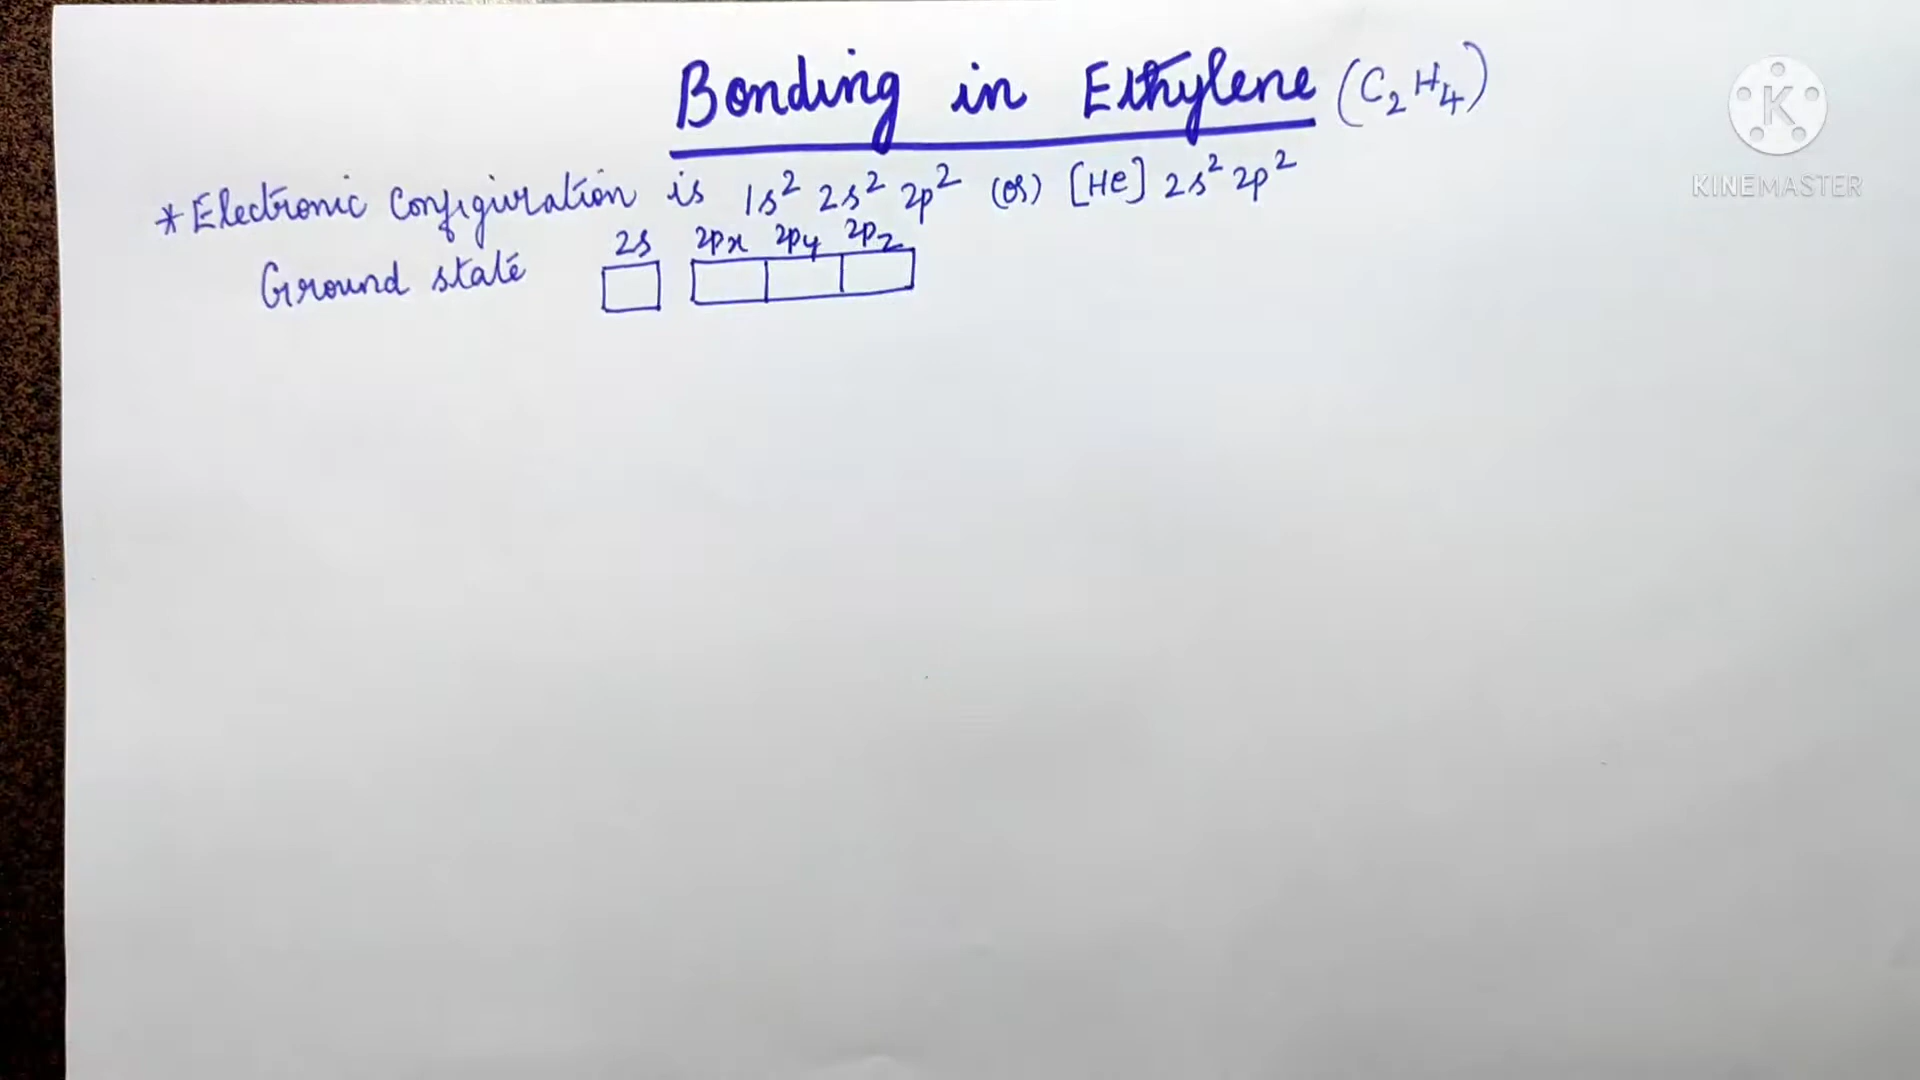 Bonding in Ethylene (C₂H₄)
*Electronic Configuration is 1s² 2s² 2p² (or) [He] 2s² 2p²
2s 2px 2py 2pz
Ground state
K
KINEMASTER